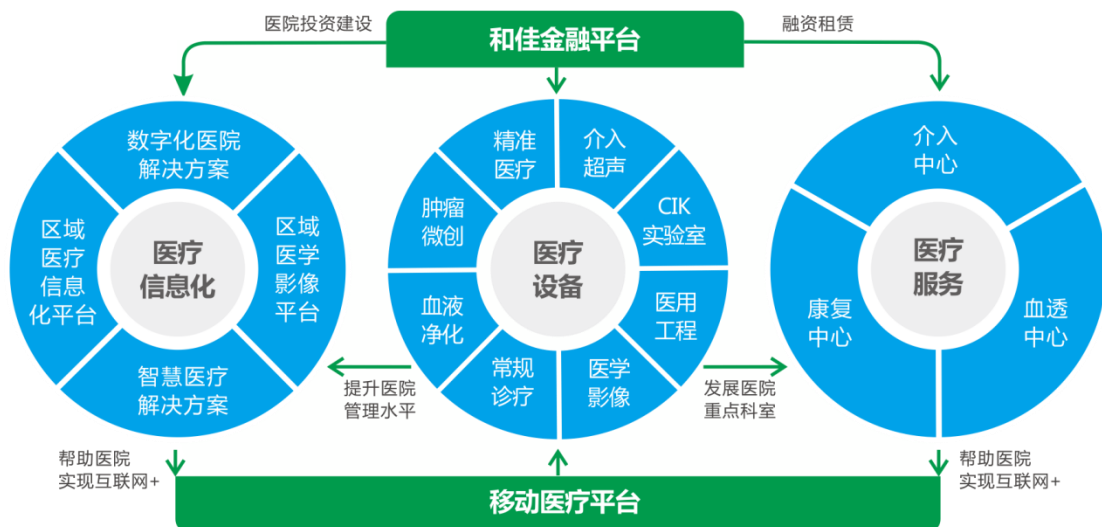 医院投资建设
和佳金融平台
融资租赁
数字化医院
解决方案
区域
医疗
信息
化平台
区域
医学
影像
平台
智慧医疗
解决方案
医疗
信息化
精准
医疗
介入
超声
肿瘤
微创
CIK
实验室
血液
净化
医用
工程
常规
诊疗
医学
影像
医疗
设备
介入
中心
康复
中心
血透
中心
医疗
服务
提升医院
管理水平
发展医院
重点科室
帮助医院
实现互联网+
移动医疗平台
帮助医院
实现互联网+